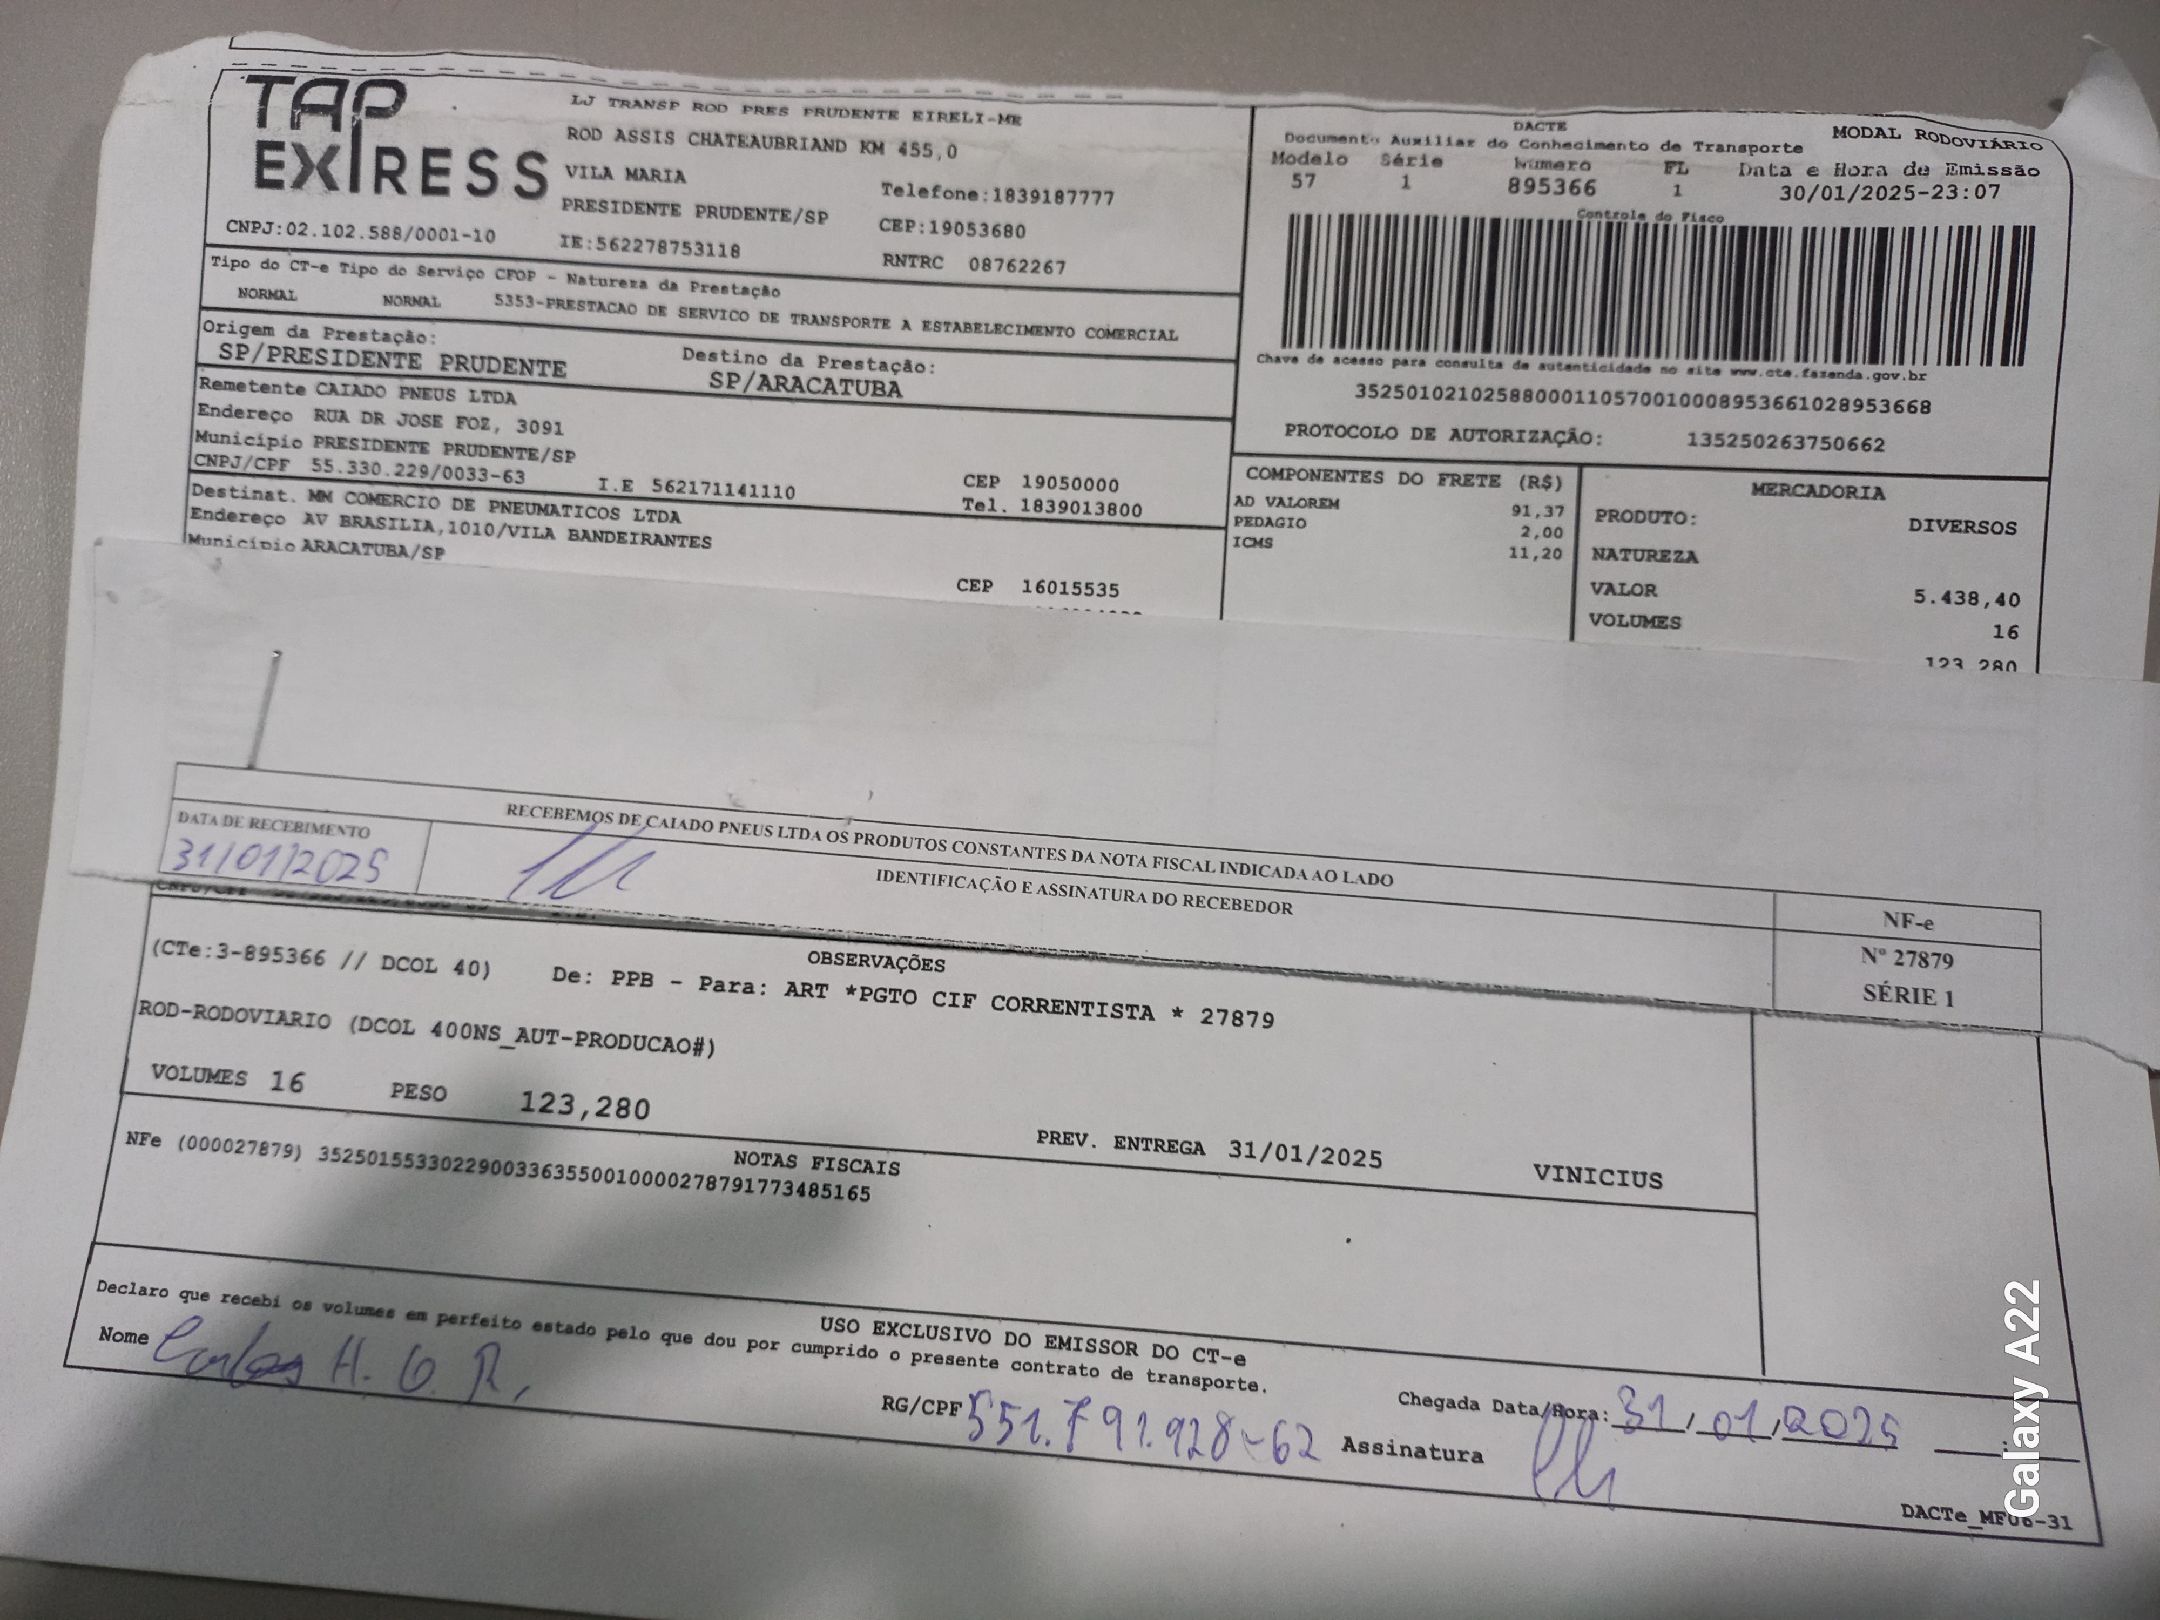 TAP EXPRESS
LJ TRANSP ROD PRES PRUDENTE EIRELI-ME
ROD ASSIS CHATEAUBRIAND KM 455,0
VILA MARIA
Telefone:1839187777
PRESIDENTE PRUDENTE/SP
CEP:19053680
CNPJ:02.102.588/0001-10
IE:562278753118
RNTRC 08762267
DACTE
MODAL RODOVIÁRIO
Documento Auxiliar do Conhecimento de Transporte
Modelo Série Número FL Data e Hora de Emissão
57 1 895366 1 30/01/2025-23:07
Controle do Fisco
Chave de acesso para consulta de autenticidade no site www.cte.fazenda.gov.br
35250102102588000110570010008953661028953668
PROTOCOLO DE AUTORIZAÇÃO: 135250263750662
Tipo do CT-e Tipo do Serviço CFOP - Natureza da Prestação
NORMAL NORMAL 5353-PRESTACAO DE SERVICO DE TRANSPORTE A ESTABELECIMENTO COMERCIAL
Origem da Prestação:
SP/PRESIDENTE PRUDENTE
Destino da Prestação:
SP/ARACATUBA
Remetente CAIADO PNEUS LTDA
Endereço RUA DR JOSE FOZ, 3091
Município PRESIDENTE PRUDENTE/SP
CEP 19050000
CNPJ/CPF 55.330.229/0033-63 I.E 562171141110
Tel. 1839013800
Destinat. MM COMERCIO DE PNEUMATICOS LTDA
Endereço AV BRASILIA,1010/VILA BANDEIRANTES
Município ARACATUBA/SP
CEP 16015535
COMPONENTES DO FRETE (R$)
AD VALOREM 91,37
PEDAGIO 2,00
ICMS 11,20
MERCADORIA
PRODUTO: DIVERSOS
NATUREZA
VALOR 5.438,40
VOLUMES 16
123,280
RECEBEMOS DE CAIADO PNEUS LTDA OS PRODUTOS CONSTANTES DA NOTA FISCAL INDICADA AO LADO
DATA DE RECEBIMENTO
31/01/2025
IDENTIFICAÇÃO E ASSINATURA DO RECEBEDOR
NF-e
Nº 27879
SÉRIE 1
OBSERVAÇÕES
(CTe:3-895366 // DCOL 40) De: PPB - Para: ART *PGTO CIF CORRENTISTA * 27879
ROD-RODOVIARIO (DCOL 400NS_AUT-PRODUCAO#)
VOLUMES 16 PESO 123,280
PREV. ENTREGA 31/01/2025 VINICIUS
NOTAS FISCAIS
NFe (000027879) 35250155330229003363550010000278791773485165
USO EXCLUSIVO DO EMISSOR DO CT-e
Declaro que recebi os volumes em perfeito estado pelo que dou por cumprido o presente contrato de transporte.
Nome Carlos H. O. R.
RG/CPF 551.791.928-62
Chegada Data/Hora: 31/01/2025
Assinatura
DACTe_MF06-31
Galaxy A22